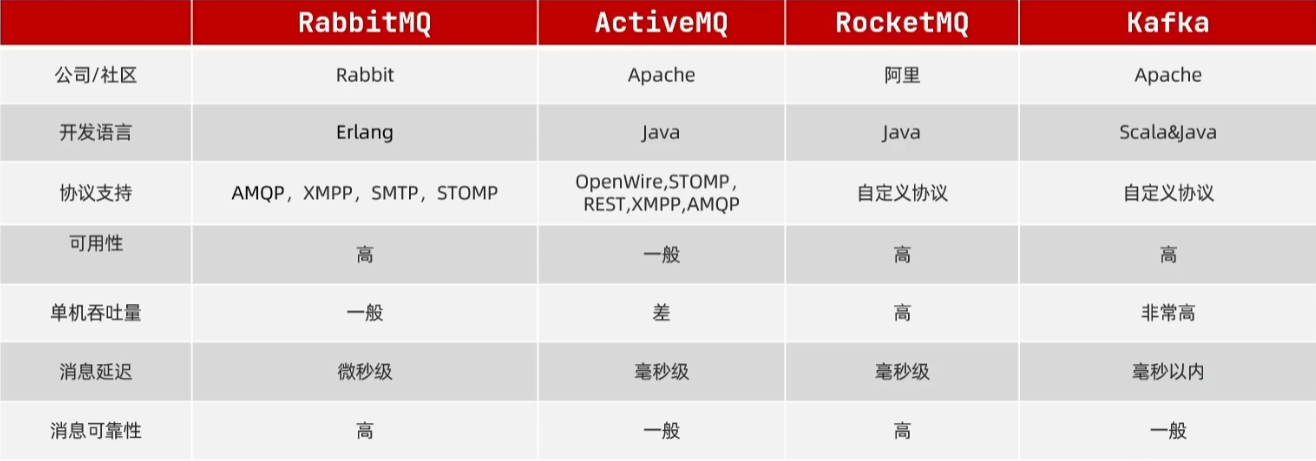 RabbitMQ ActiveMQ RocketMQ Kafka
公司/社区 Rabbit Apache 阿里 Apache
开发语言 Erlang Java Java Scala&Java
协议支持 AMQP，XMPP，SMTP，STOMP OpenWire,STOMP，
REST,XMPP,AMQP 自定义协议 自定义协议
可用性 高 一般 高 高
单机吞吐量 一般 差 高 非常高
消息延迟 微秒级 毫秒级 毫秒级 毫秒以内
消息可靠性 高 一般 高 一般